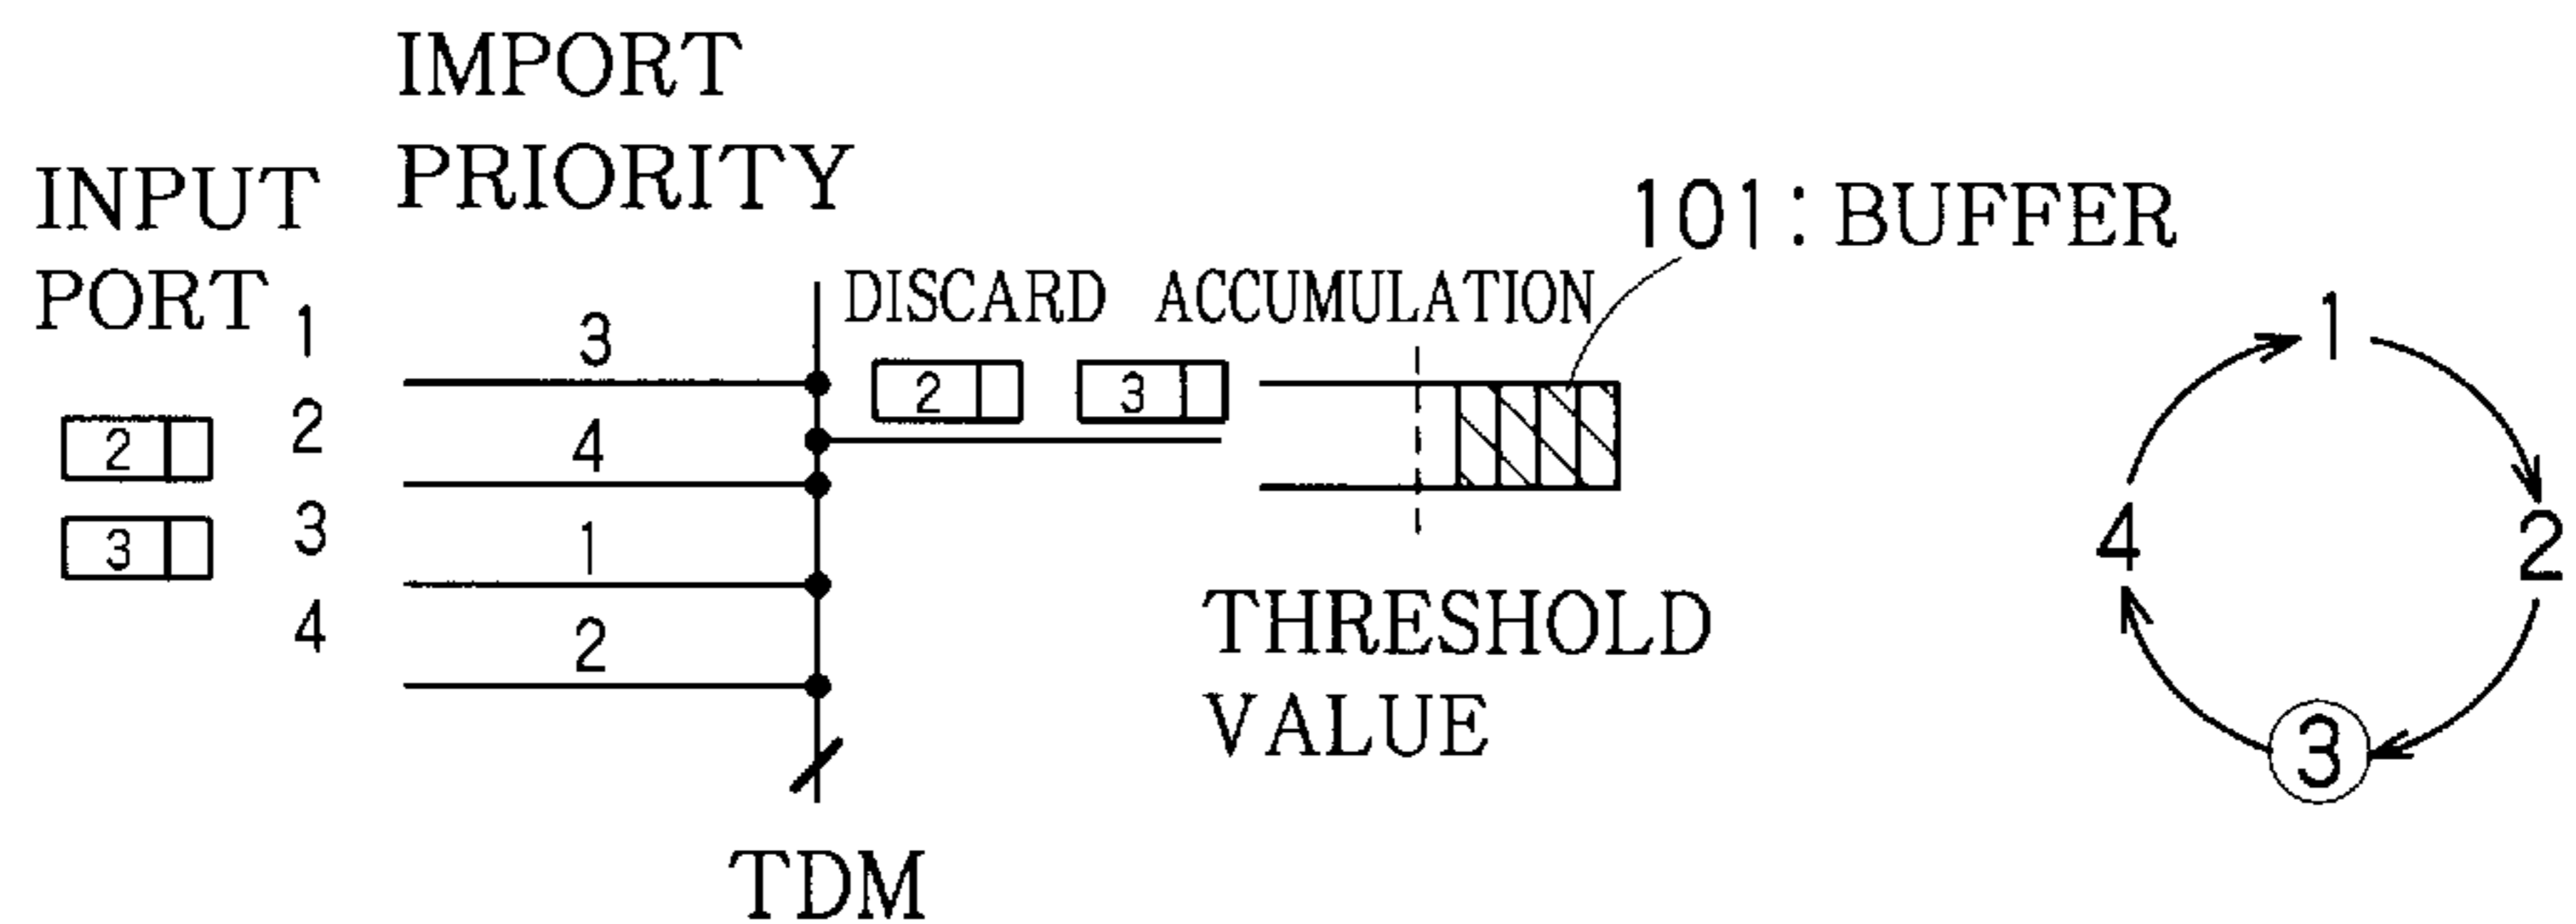 IMPORT
PRIORITY
INPUT
PORT
101: BUFFER
DISCARD ACCUMULATION
1 3
2 3
2 2 4
3 3 1
4 2
THRESHOLD
VALUE
TDM
1
4 2
3